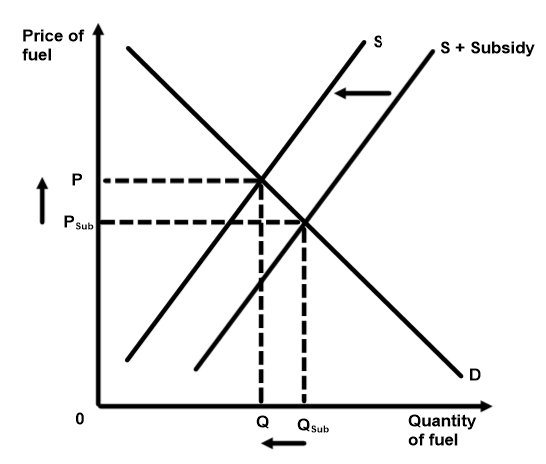 Price of
fuel
S
S + Subsidy
P
PSub
D
0
Q
QSub
Quantity
of fuel